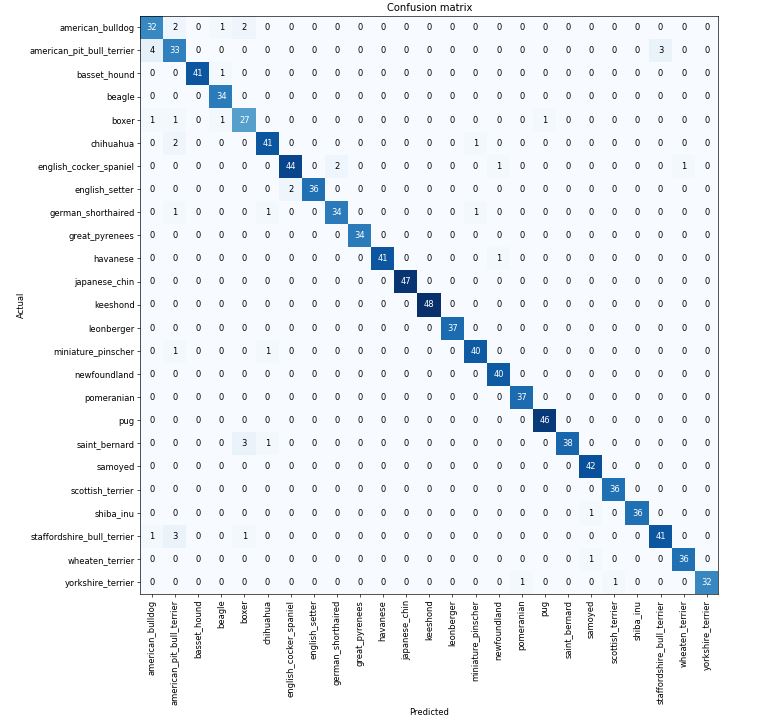 Confusion matrix
american_bulldog 32 2 0 1 2 0 0 0 0 0 0 0 0 0 0 0 0 0 0 0 0 0 0 0 0
american_pit_bull_terrier 4 33 0 0 0 0 0 0 0 0 0 0 0 0 0 0 0 0 0 0 0 0 3 0 0
basset_hound 0 0 41 1 0 0 0 0 0 0 0 0 0 0 0 0 0 0 0 0 0 0 0 0 0
beagle 0 0 0 34 0 0 0 0 0 0 0 0 0 0 0 0 0 0 0 0 0 0 0 0 0
boxer 1 1 0 1 27 0 0 0 0 0 0 0 0 0 0 0 0 1 0 0 0 0 0 0 0
chihuahua 0 2 0 0 0 41 0 0 0 0 0 0 0 0 1 0 0 0 0 0 0 0 0 0 0
english_cocker_spaniel 0 0 0 0 0 0 44 0 2 0 0 0 0 0 0 1 0 0 0 0 0 0 0 1 0
english_setter 0 0 0 0 0 0 2 36 0 0 0 0 0 0 0 0 0 0 0 0 0 0 0 0 0
german_shorthaired 0 1 0 0 0 1 0 0 34 0 0 0 0 0 1 0 0 0 0 0 0 0 0 0 0
great_pyrenees 0 0 0 0 0 0 0 0 0 34 0 0 0 0 0 0 0 0 0 0 0 0 0 0 0
havanese 0 0 0 0 0 0 0 0 0 0 41 0 0 0 0 1 0 0 0 0 0 0 0 0 0
japanese_chin 0 0 0 0 0 0 0 0 0 0 0 47 0 0 0 0 0 0 0 0 0 0 0 0 0
keeshond 0 0 0 0 0 0 0 0 0 0 0 0 48 0 0 0 0 0 0 0 0 0 0 0 0
leonberger 0 0 0 0 0 0 0 0 0 0 0 0 0 37 0 0 0 0 0 0 0 0 0 0 0
miniature_pinscher 0 1 0 0 0 1 0 0 0 0 0 0 0 0 40 0 0 0 0 0 0 0 0 0 0
newfoundland 0 0 0 0 0 0 0 0 0 0 0 0 0 0 0 40 0 0 0 0 0 0 0 0 0
pomeranian 0 0 0 0 0 0 0 0 0 0 0 0 0 0 0 0 37 0 0 0 0 0 0 0 0
pug 0 0 0 0 0 0 0 0 0 0 0 0 0 0 0 0 0 46 0 0 0 0 0 0 0
saint_bernard 0 0 0 0 3 1 0 0 0 0 0 0 0 0 0 0 0 0 38 0 0 0 0 0 0
samoyed 0 0 0 0 0 0 0 0 0 0 0 0 0 0 0 0 0 0 0 42 0 0 0 0 0
scottish_terrier 0 0 0 0 0 0 0 0 0 0 0 0 0 0 0 0 0 0 0 0 36 0 0 0 0
shiba_inu 0 0 0 0 0 0 0 0 0 0 0 0 0 0 0 0 0 0 0 1 0 36 0 0 0
staffordshire_bull_terrier 1 3 0 0 1 0 0 0 0 0 0 0 0 0 0 0 0 0 0 0 0 0 41 0 0
wheaten_terrier 0 0 0 0 0 0 0 0 0 0 0 0 0 0 0 0 0 0 0 1 0 0 0 36 0
yorkshire_terrier 0 0 0 0 0 0 0 0 0 0 0 0 0 0 0 0 1 0 0 0 1 0 0 0 32
Actual
american_bulldog
american_pit_bull_terrier
basset_hound
beagle
boxer
chihuahua
english_cocker_spaniel
english_setter
german_shorthaired
great_pyrenees
havanese
japanese_chin
keeshond
leonberger
miniature_pinscher
newfoundland
pomeranian
pug
saint_bernard
samoyed
scottish_terrier
shiba_inu
staffordshire_bull_terrier
wheaten_terrier
yorkshire_terrier
Predicted